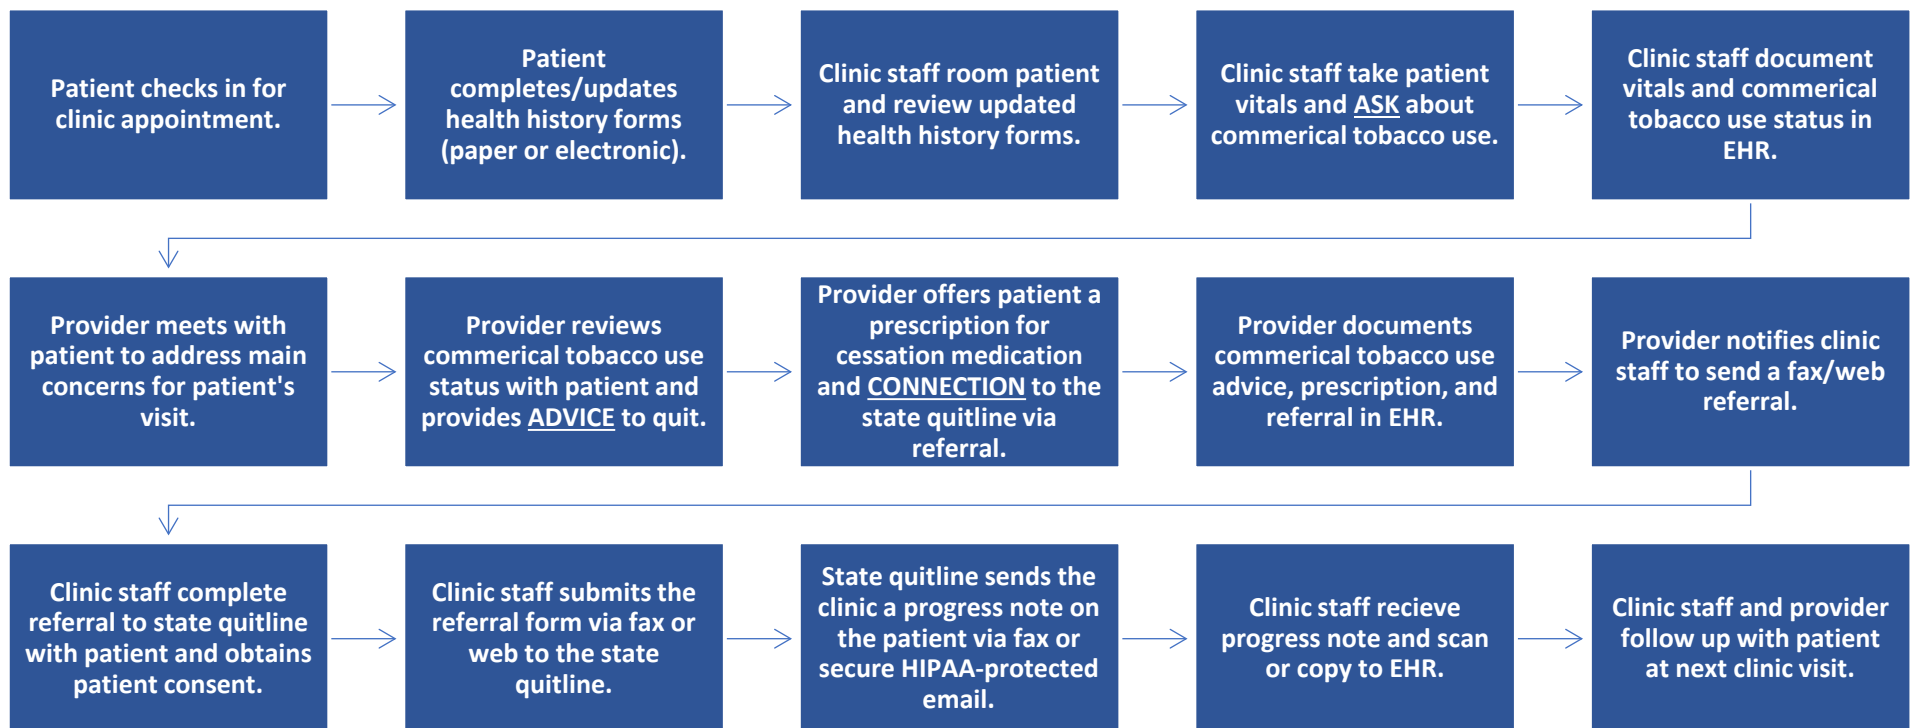 Patient checks in for
clinic appointment.
Patient
completes/updates
health history forms
(paper or electronic).
Clinic staff room patient
and review updated
health history forms.
Clinic staff take patient
vitals and ASK about
commerical tobacco use.
Clinic staff document
vitals and commerical
tobacco use status in
EHR.
Provider meets with
patient to address main
concerns for patient's
visit.
Provider reviews
commerical tobacco use
status with patient and
provides ADVICE to quit.
Provider offers patient a
prescription for
cessation medication
and CONNECTION to the
state quitline via
referral.
Provider documents
commerical tobacco use
advice, prescription, and
referral in EHR.
Provider notifies clinic
staff to send a fax/web
referral.
Clinic staff complete
referral to state quitline
with patient and obtains
patient consent.
Clinic staff submits the
referral form via fax or
web to the state
quitline.
State quitline sends the
clinic a progress note on
the patient via fax or
secure HIPAA-protected
email.
Clinic staff recieve
progress note and scan
or copy to EHR.
Clinic staff and provider
follow up with patient
at next clinic visit.